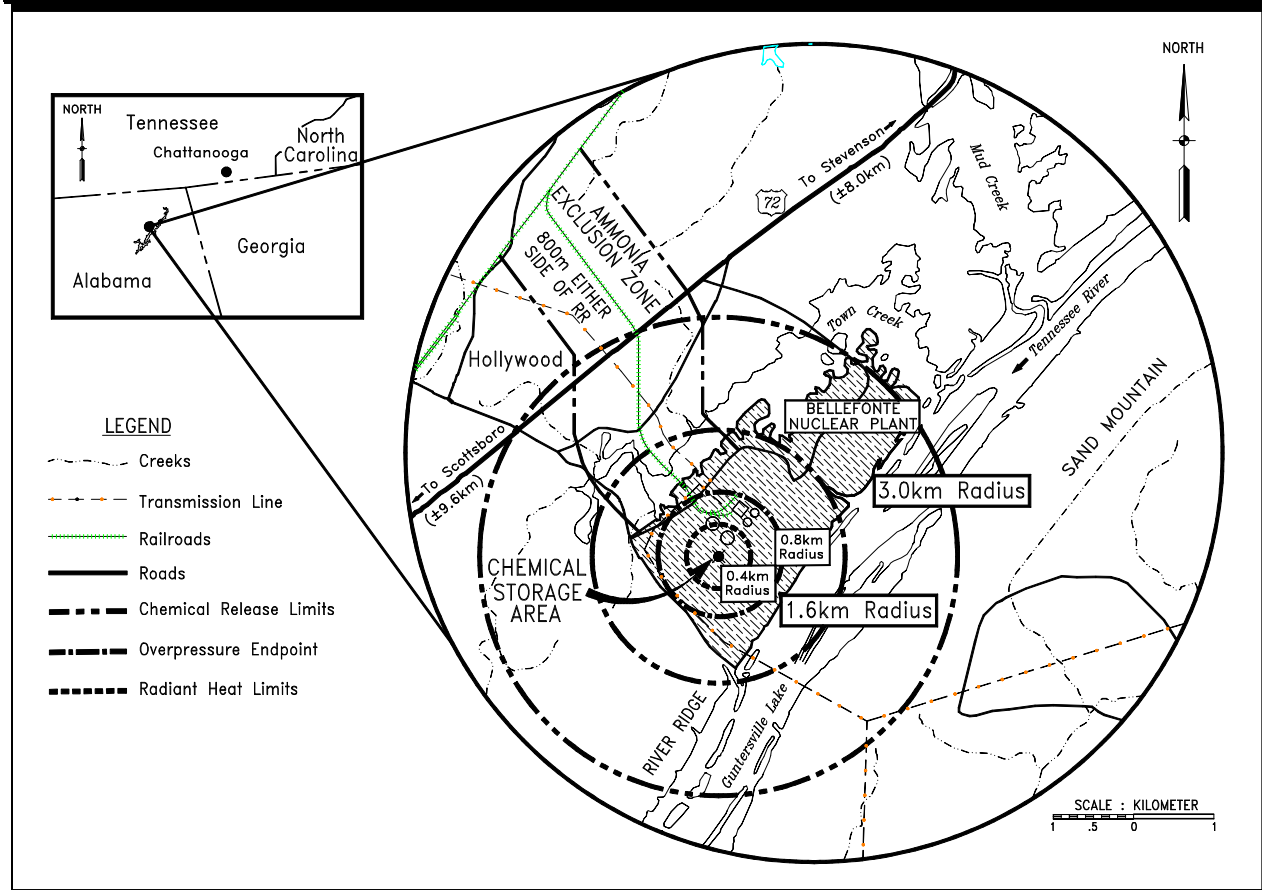 NORTH
Tennessee
Chattanooga
North
Carolina
Georgia
Alabama
NORTH
To Stevenson
(±8.0km)
72
Mud Creek
AMMONIA
EXCLUSION ZONE
800m EITHER
SIDE OF RR
Town Creek
Tennessee River
Hollywood
SAND MOUNTAIN
BELLEFONTE
NUCLEAR PLANT
To Scottsboro
(±9.6km)
3.0km Radius
0.8km
Radius
0.4km
Radius
1.6km Radius
CHEMICAL
STORAGE
AREA
RIVER RIDGE
Guntersville Lake
LEGEND
Creeks
Transmission Line
Railroads
Roads
Chemical Release Limits
Overpressure Endpoint
Radiant Heat Limits
SCALE : KILOMETER
1 .5 0 1